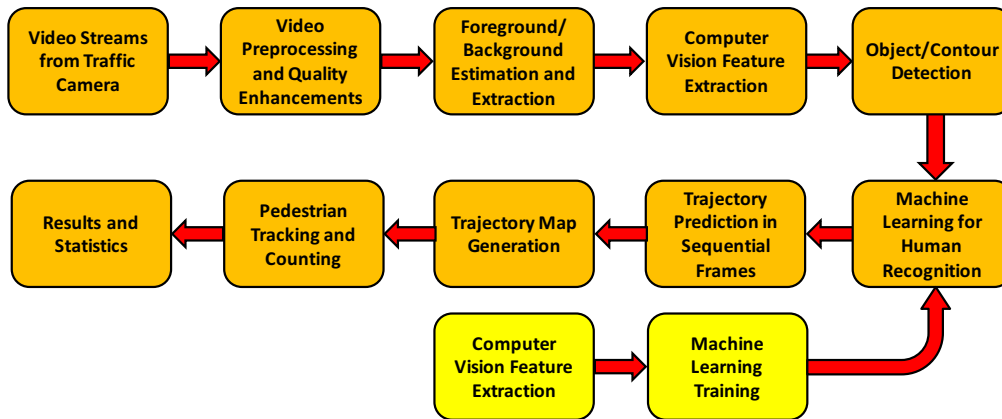 Video Streams
from Traffic
Camera
Video
Preprocessing
and Quality
Enhancements
Foreground/
Background
Estimation and
Extraction
Computer
Vision Feature
Extraction
Object/Contour
Detection
Results and
Statistics
Pedestrian
Tracking and
Counting
Trajectory Map
Generation
Trajectory
Prediction in
Sequential
Frames
Machine
Learning for
Human
Recognition
Computer
Vision Feature
Extraction
Machine
Learning
Training